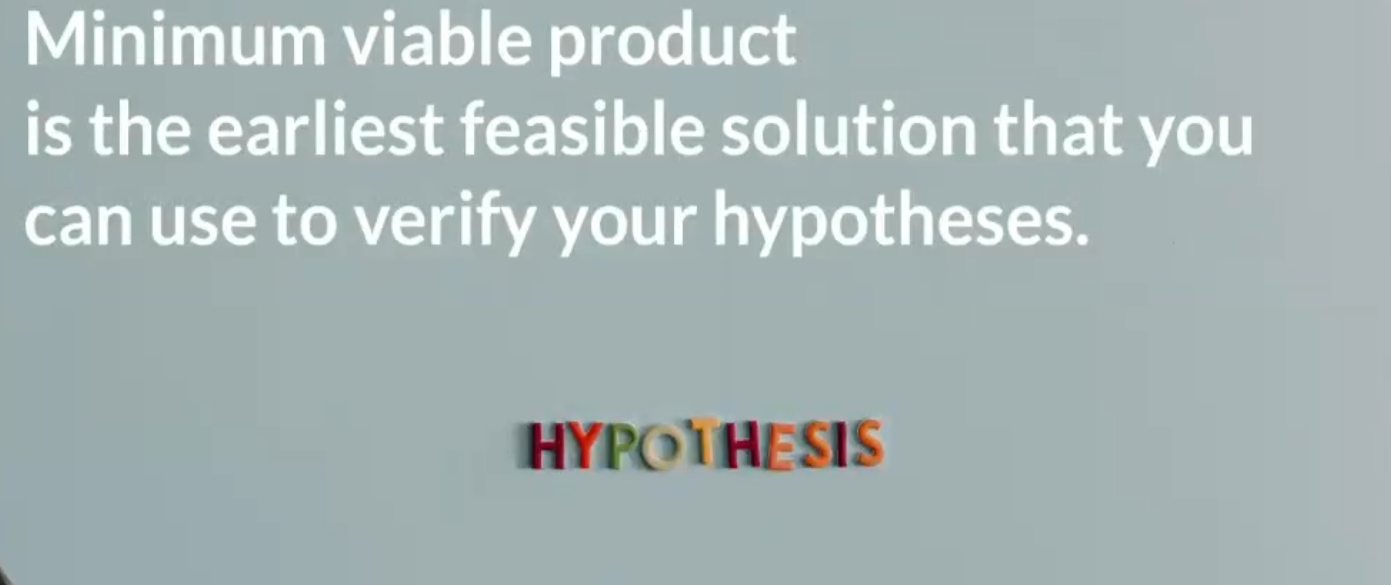 Minimum viable product
is the earliest feasible solution that you
can use to verify your hypotheses.
HYPOTHESIS